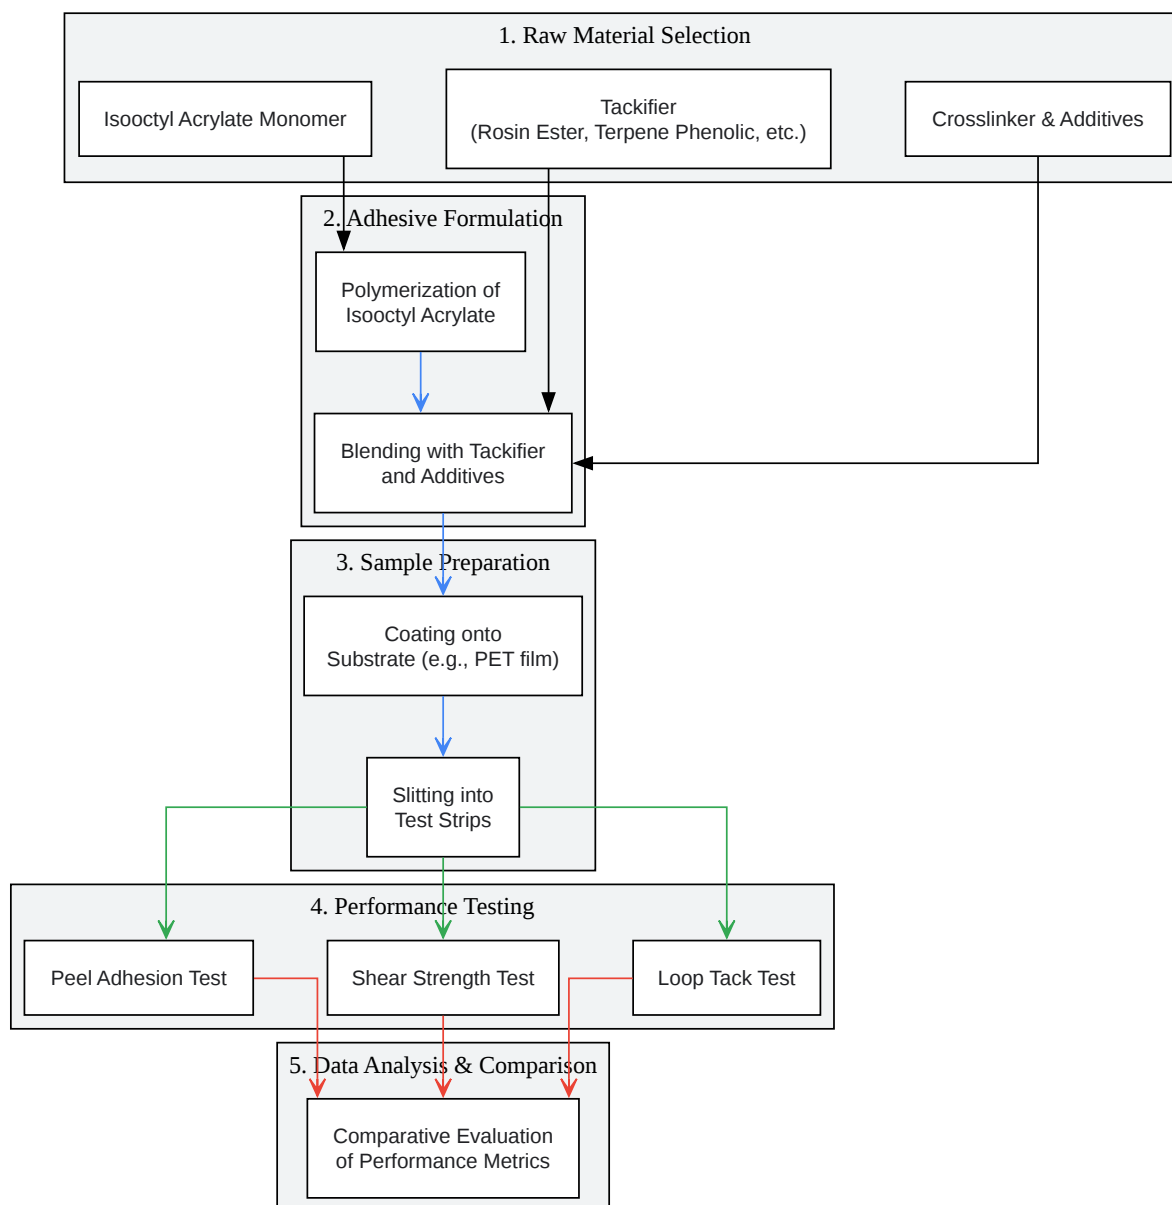 1. Raw Material Selection
Isooctyl Acrylate Monomer
Tackifier
(Rosin Ester, Terpene Phenolic, etc.)
Crosslinker & Additives
2. Adhesive Formulation
Polymerization of
Isooctyl Acrylate
Blending with Tackifier
and Additives
3. Sample Preparation
Coating onto
Substrate (e.g., PET film)
Slitting into
Test Strips
4. Performance Testing
Peel Adhesion Test
Shear Strength Test
Loop Tack Test
5. Data Analysis & Comparison
Comparative Evaluation
of Performance Metrics